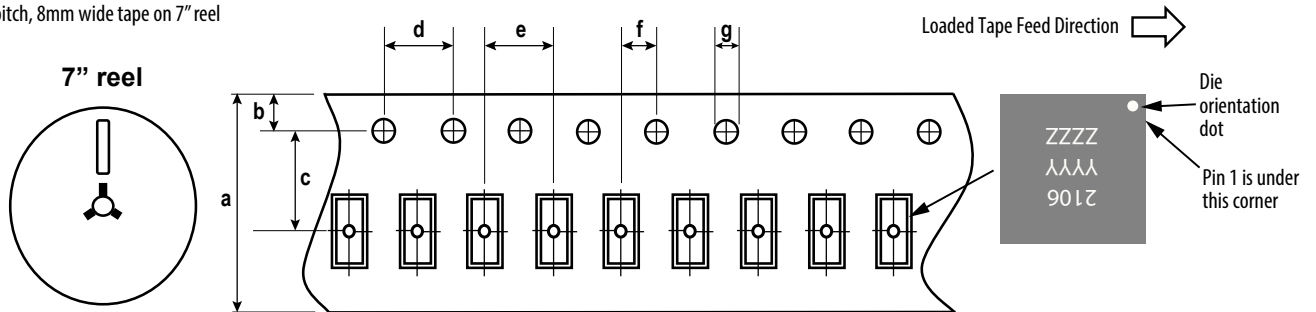 pitch, 8mm wide tape on 7” reel
Loaded Tape Feed Direction
7” reel
a
b
c
d
e
f
g
2106
YYYY
ZZZZ
Die
orientation
dot
Pin 1 is under
this corner